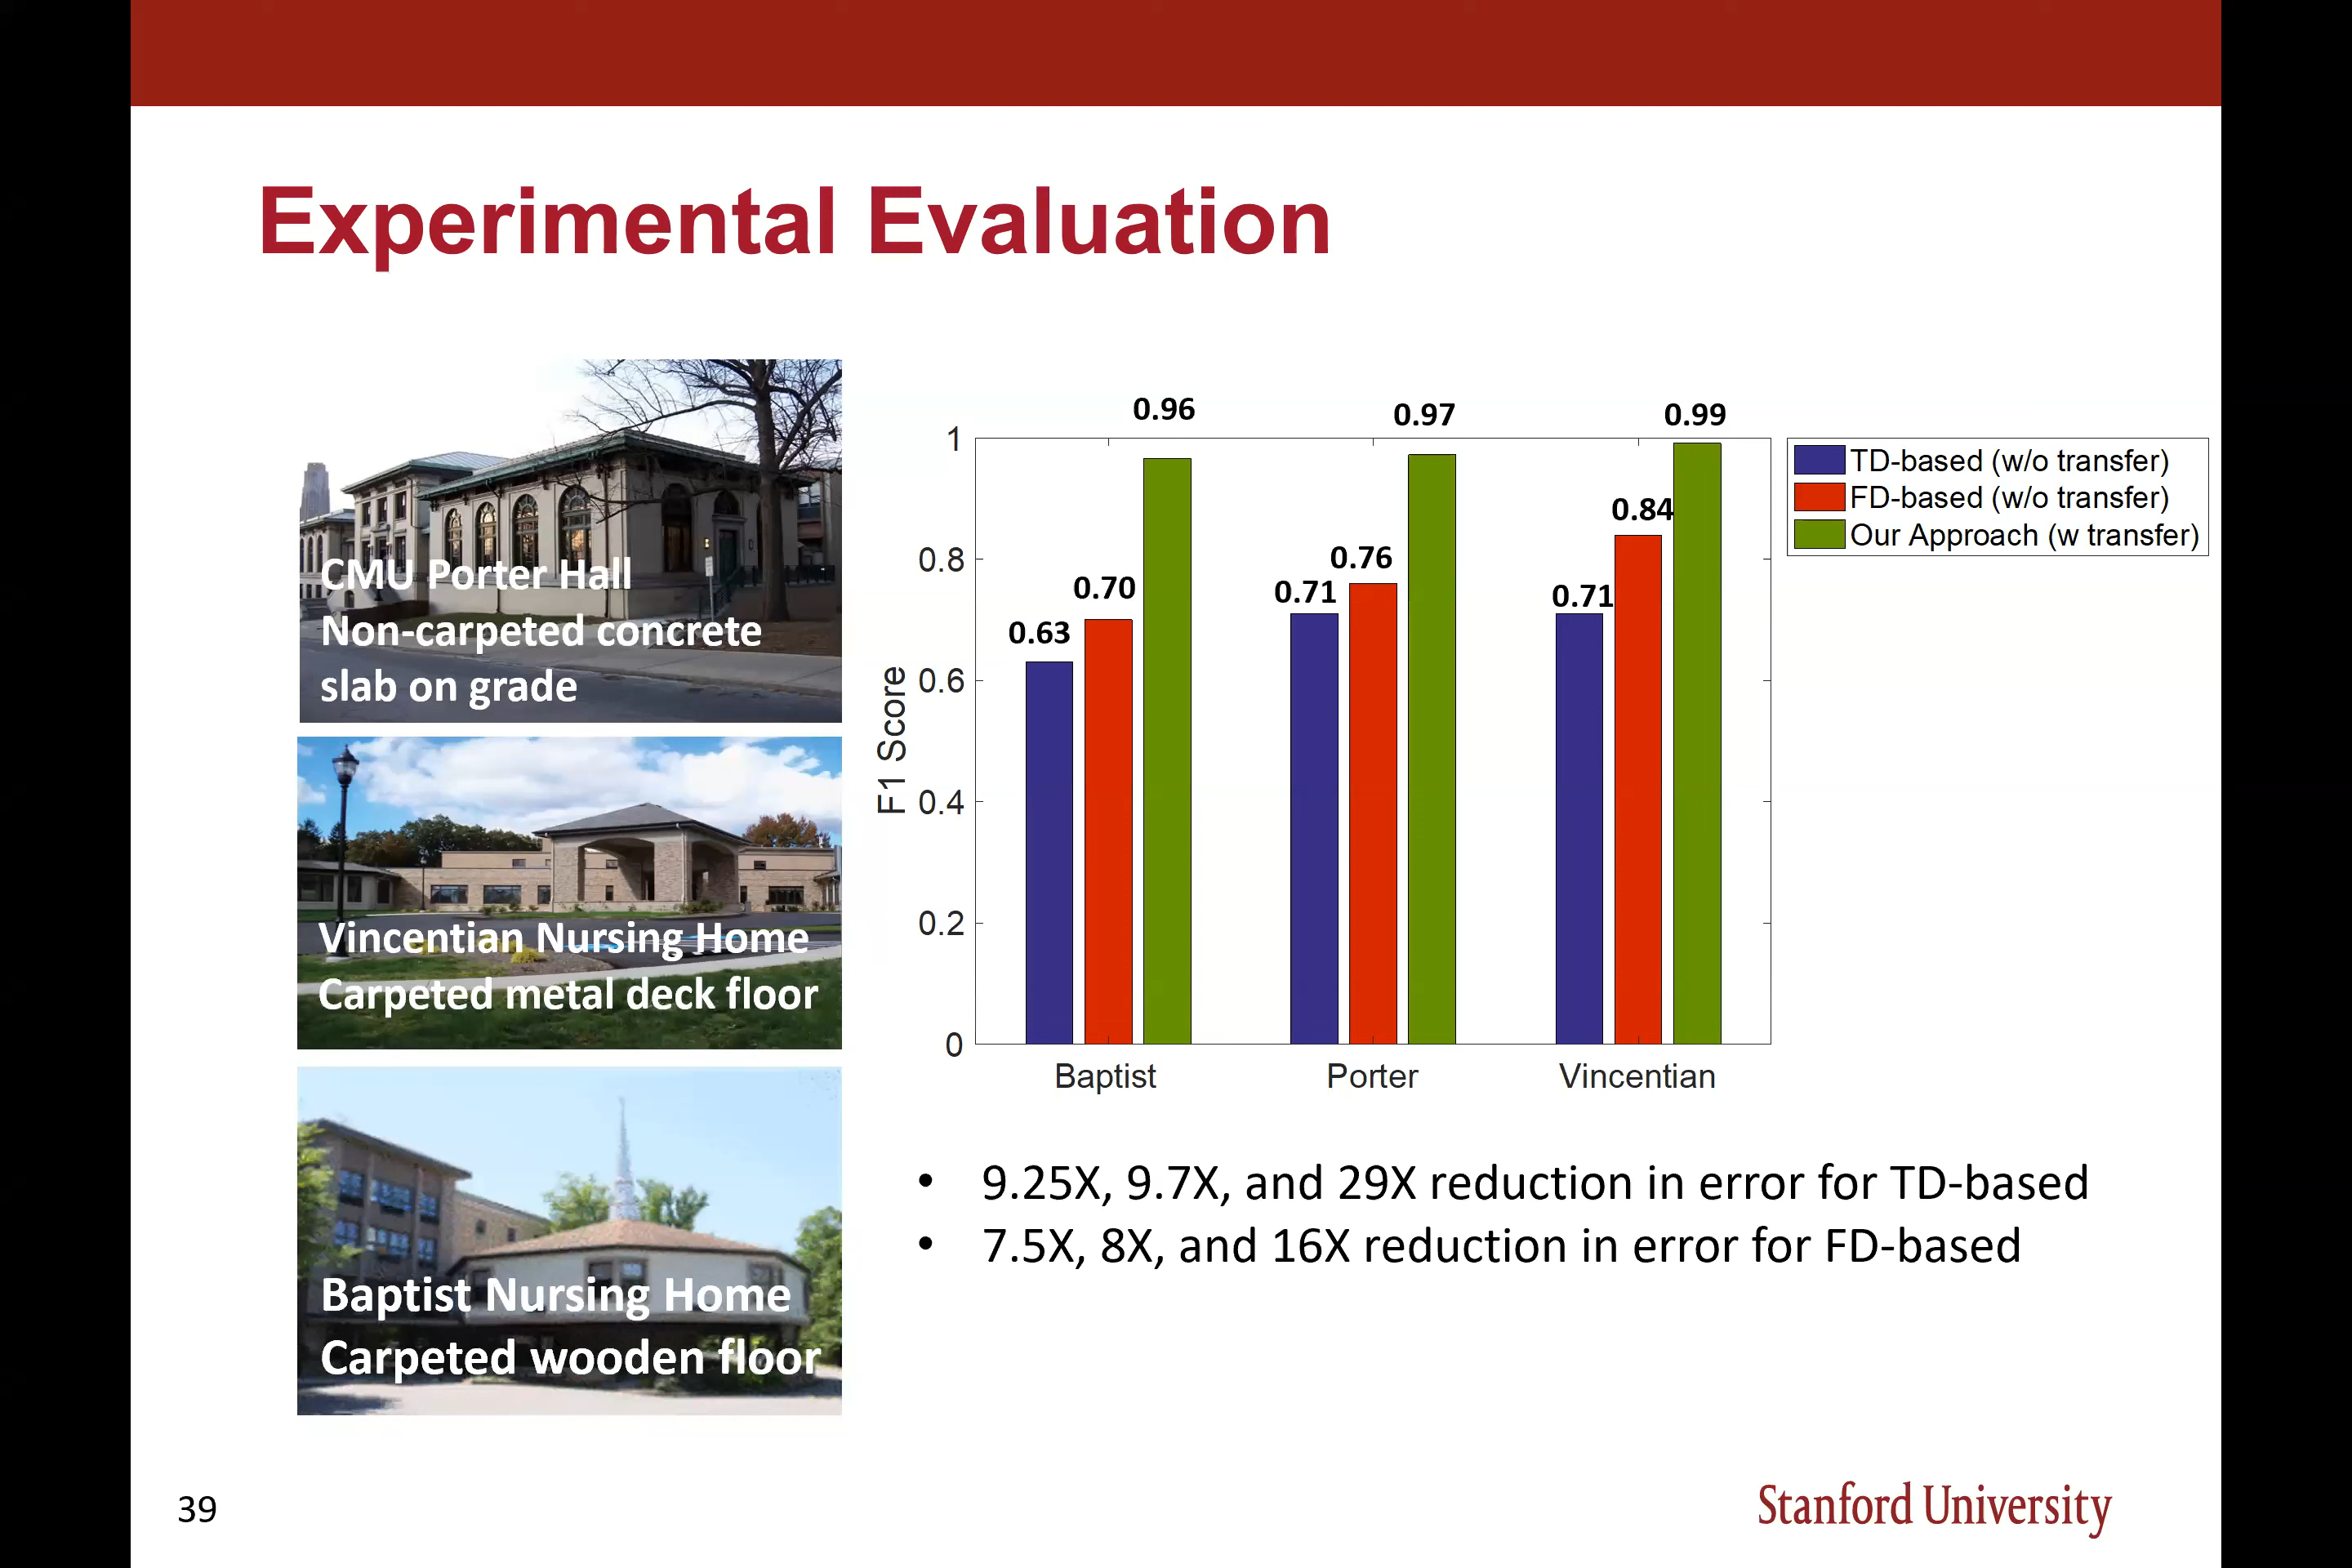 Experimental Evaluation
CMU Porter Hall
Non-carpeted concrete
slab on grade
Vincentian Nursing Home
Carpeted metal deck floor
Baptist Nursing Home
Carpeted wooden floor
F1 Score
1
0.8
0.6
0.4
0.2
0
0.63
0.70
0.96
0.71
0.76
0.97
0.71
0.84
0.99
Baptist
Porter
Vincentian
TD-based (w/o transfer)
FD-based (w/o transfer)
Our Approach (w transfer)
• 9.25X, 9.7X, and 29X reduction in error for TD-based
• 7.5X, 8X, and 16X reduction in error for FD-based
39
Stanford University